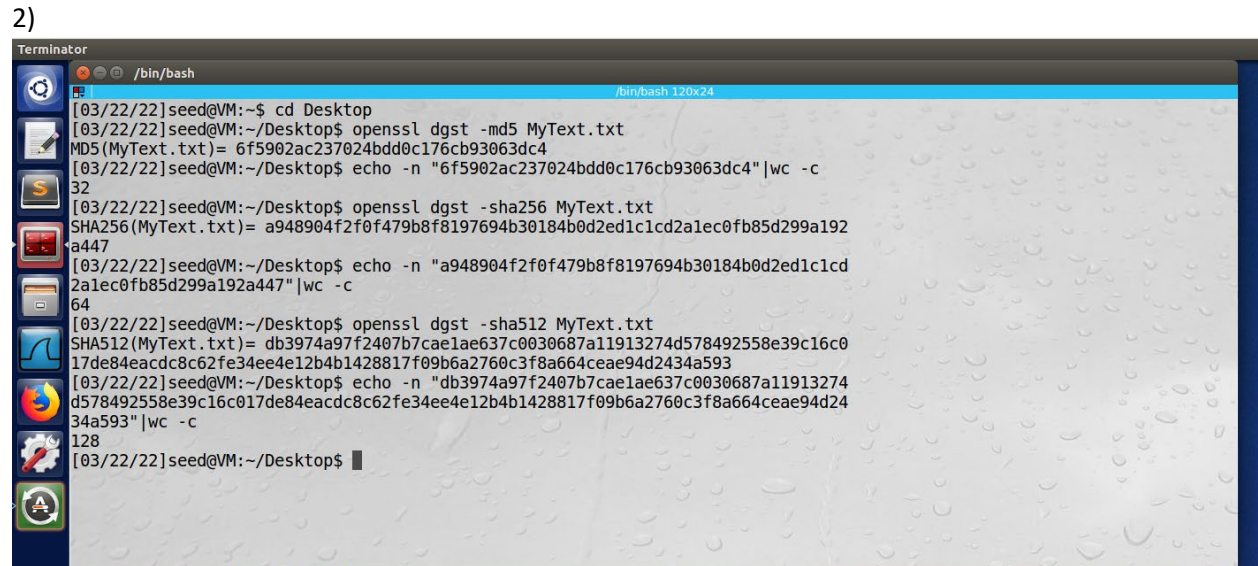 2)
Terminator
/bin/bash
/bin/bash 120x24
[03/22/22]seed@VM:~$ cd Desktop
[03/22/22]seed@VM:~/Desktop$ openssl dgst -md5 MyText.txt
MD5(MyText.txt)= 6f5902ac237024bdd0c176cb93063dc4
[03/22/22]seed@VM:~/Desktop$ echo -n "6f5902ac237024bdd0c176cb93063dc4"|wc -c
32
[03/22/22]seed@VM:~/Desktop$ openssl dgst -sha256 MyText.txt
SHA256(MyText.txt)= a948904f2f0f479b8f8197694b30184b0d2ed1c1cd2a1ec0fb85d299a192
a447
[03/22/22]seed@VM:~/Desktop$ echo -n "a948904f2f0f479b8f8197694b30184b0d2ed1c1cd
2a1ec0fb85d299a192a447"|wc -c
64
[03/22/22]seed@VM:~/Desktop$ openssl dgst -sha512 MyText.txt
SHA512(MyText.txt)= db3974a97f2407b7cae1ae637c0030687a11913274d578492558e39c16c0
17de84eacdc8c62fe34ee4e12b4b1428817f09b6a2760c3f8a664ceae94d2434a593
[03/22/22]seed@VM:~/Desktop$ echo -n "db3974a97f2407b7cae1ae637c0030687a11913274
d578492558e39c16c017de84eacdc8c62fe34ee4e12b4b1428817f09b6a2760c3f8a664ceae94d24
34a593"|wc -c
128
[03/22/22]seed@VM:~/Desktop$